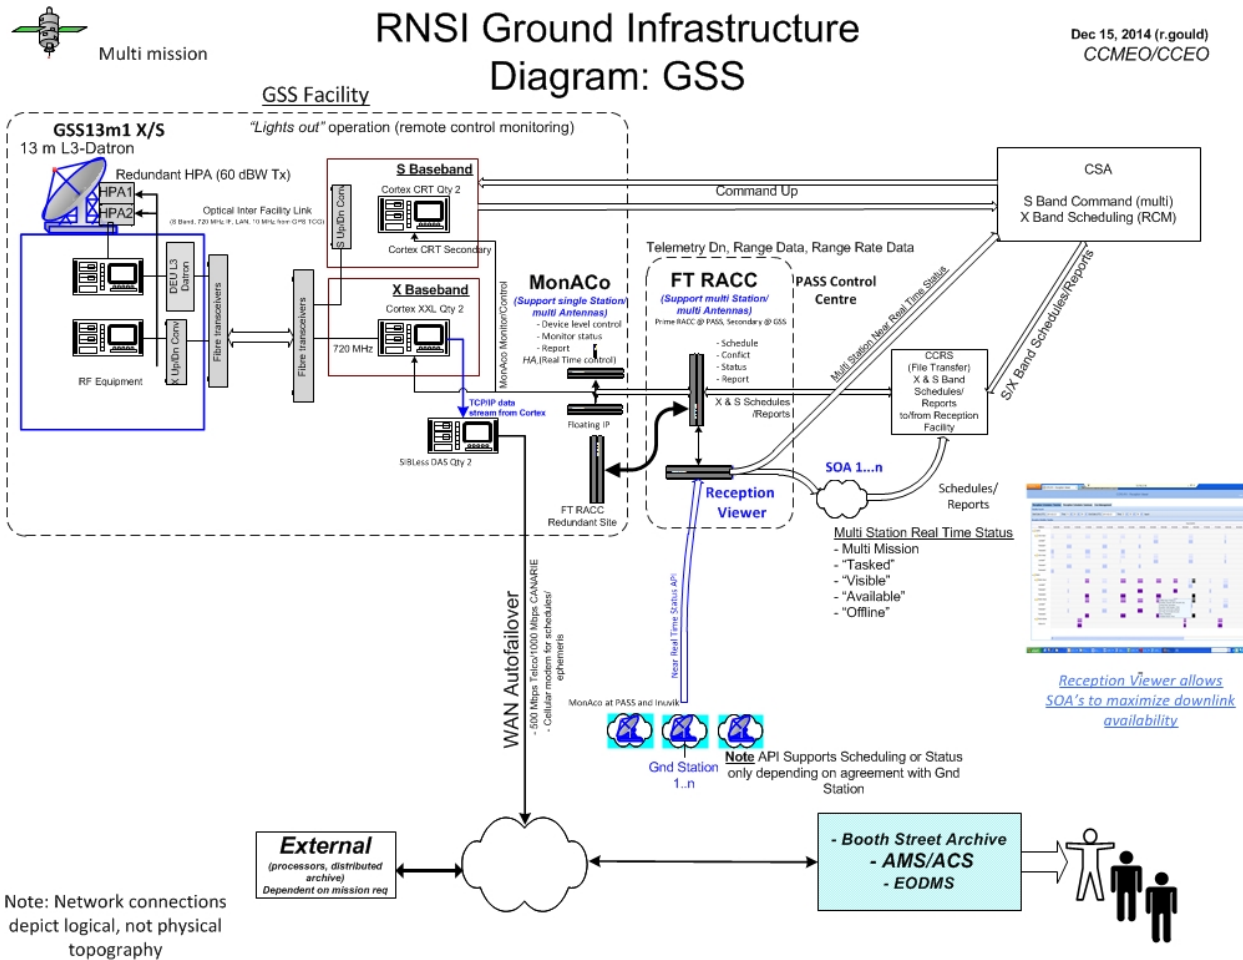 RNSI Ground Infrastructure
Diagram: GSS
Multi mission
Dec 15, 2014 (r.gould)
CCMEO/CCEO
GSS Facility
"Lights out" operation (remote control monitoring)
GSS13m1 X/S
13 m L3-Datron
Redundant HPA (60 dBW Tx)
HPA1
HPA2
Optical Inter Facility Link
(S Band, 720 MHz IF, LAN, 10 MHz from GPS TCG)
DEU L3
Datron
X Up/Dn Conv
RF Equipment
Fibre transceivers
Fibre transceivers
S Up/Dn Conv
S Baseband
Cortex CRT Qty 2
Cortex CRT Secondary
X Baseband
Cortex XXL Qty 2
720 MHz
MonAco Monitor/Control
TCP/IP data
stream from Cortex
SIBLess DAS Qty 2
MonACo
(Support single Station/
multi Antennas)
- Device level control
- Monitor status
- Report
HA,(Real Time control)
Floating IP
FT RACC
Redundant Site
Command Up
Telemetry Dn, Range Data, Range Rate Data
FT RACC
(Support multi Station/
multi Antennas)
Prime RACC @ PASS, Secondary @ GSS
- Schedule
- Confict
- Status
- Report
X & S Schedules
/Reports
Reception
Viewer
PASS Control
Centre
CSA
S Band Command (multi)
X Band Scheduling (RCM)
Multi Station Near Real Time Status
S/X Band Schedules/Reports
CCRS
(File Transfer)
X & S Band
Schedules/
Reports
to/from Reception
Facility
SOA 1...n
Schedules/
Reports
Multi Station Real Time Status
- Multi Mission
- "Tasked"
- "Visible"
- "Available"
- "Offline"
Reception Viewer allows
SOA's to maximize downlink
availability
Near Real Time Status API
WAN Autofailover
- 500 Mbps Telco/1000 Mbps CANARIE
- Cellular modem for schedules/
ephemeris
MonAco at PASS and Inuvik
Gnd Station
1..n
Note API Supports Scheduling or Status
only depending on agreement with Gnd
Station
External
(processors, distributed
archive)
Dependent on mission req
- Booth Street Archive
- AMS/ACS
- EODMS
Note: Network connections
depict logical, not physical
topography